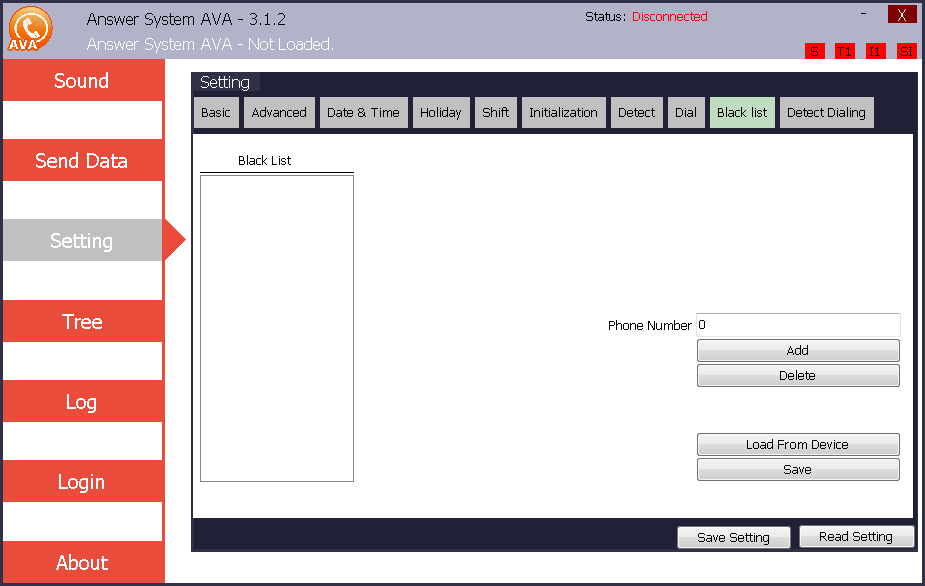 Answer System AVA - 3.1.2
Status: Disconnected
-
X
AVA
Answer System AVA - Not Loaded.
S
T1
I1
SI
Sound
Send Data
Setting
Tree
Log
Login
About
Setting
Basic
Advanced
Date & Time
Holiday
Shift
Initialization
Detect
Dial
Black list
Detect Dialing
Black List
Phone Number
0
Add
Delete
Load From Device
Save
Save Setting
Read Setting